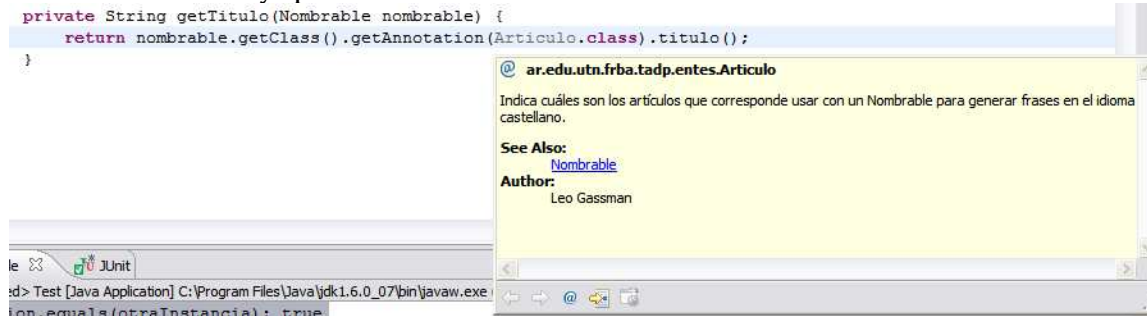 private String getTitulo(Nombrable nombrable) {
return nombrable.getClass().getAnnotation(Articulo.class).titulo();
}
@ ar.edu.utn.frba.tadp.entes.Articulo
Indica cuáles son los artículos que corresponde usar con un Nombrable para generar frases en el idioma
castellano.
See Also:
Nombrable
Author:
Leo Gassman
JUnit
Test [Java Application] C:\Program Files\Java\jdk1.6.0_07\bin\javaw.exe (
ion.equals(otraInstancia): true